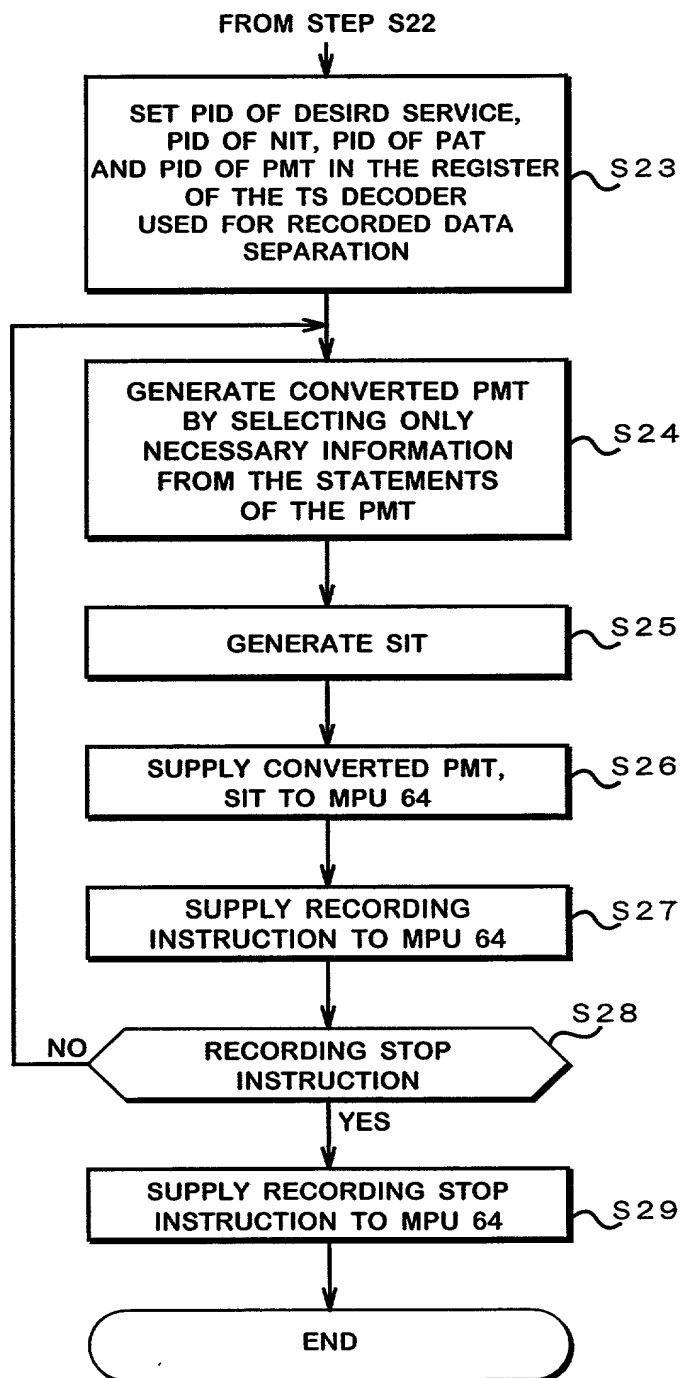 FROM STEP S22
SET PID OF DESIRD SERVICE,
PID OF NIT, PID OF PAT
AND PID OF PMT IN THE REGISTER
OF THE TS DECODER
USED FOR RECORDED DATA
SEPARATION
S23
GENERATE CONVERTED PMT
BY SELECTING ONLY
NECESSARY INFORMATION
FROM THE STATEMENTS
OF THE PMT
S24
GENERATE SIT
S25
SUPPLY CONVERTED PMT,
SIT TO MPU 64
S26
SUPPLY RECORDING
INSTRUCTION TO MPU 64
S27
RECORDING STOP
INSTRUCTION
S28
NO
YES
SUPPLY RECORDING STOP
INSTRUCTION TO MPU 64
S29
END